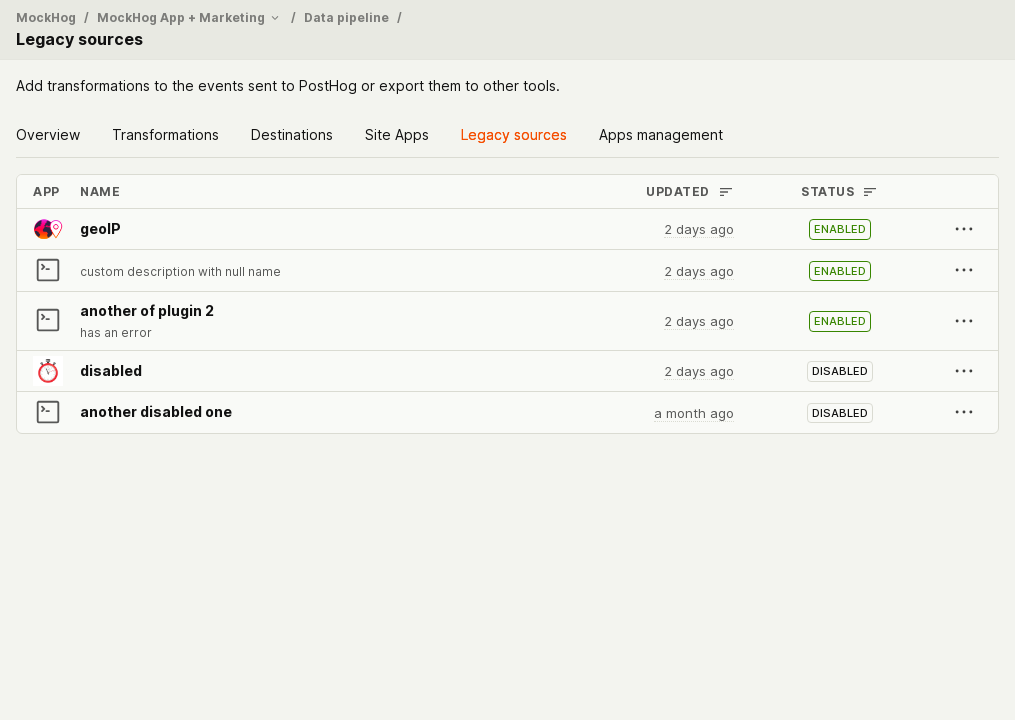 MockHog / MockHog App + Marketing / Data pipeline /
Legacy sources
Add transformations to the events sent to PostHog or export them to other tools.
Overview Transformations Destinations Site Apps Legacy sources Apps management
APP NAME UPDATED STATUS
geoIP 2 days ago ENABLED
custom description with null name 2 days ago ENABLED
another of plugin 2 2 days ago ENABLED
has an error
disabled 2 days ago DISABLED
another disabled one a month ago DISABLED